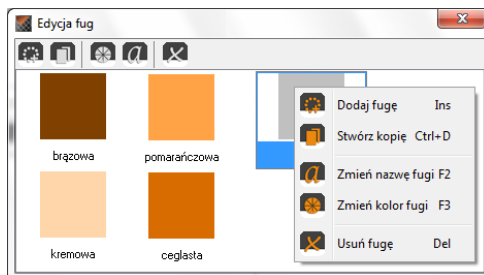 Edycja fug
brązowa
pomarańczowa
kremowa
ceglasta
Dodaj fugę Ins
Stwórz kopię Ctrl+D
Zmień nazwę fugi F2
Zmień kolor fugi F3
Usuń fugę Del